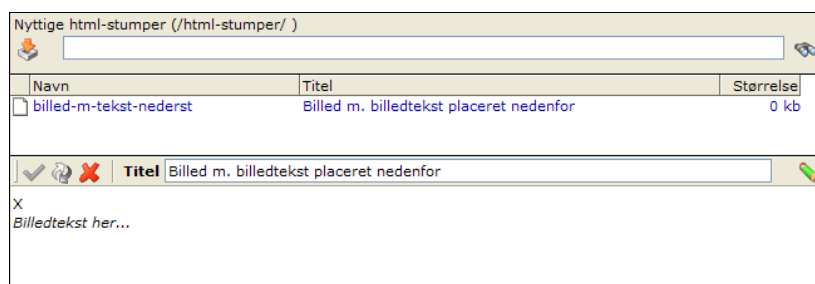 Nyttige html-stumper (/html-stumper/ )
Navn Titel Størrelse
billed-m-tekst-nederst Billed m. billedtekst placeret nedenfor 0 kb
Titel Billed m. billedtekst placeret nedenfor
X
Billedtekst her...